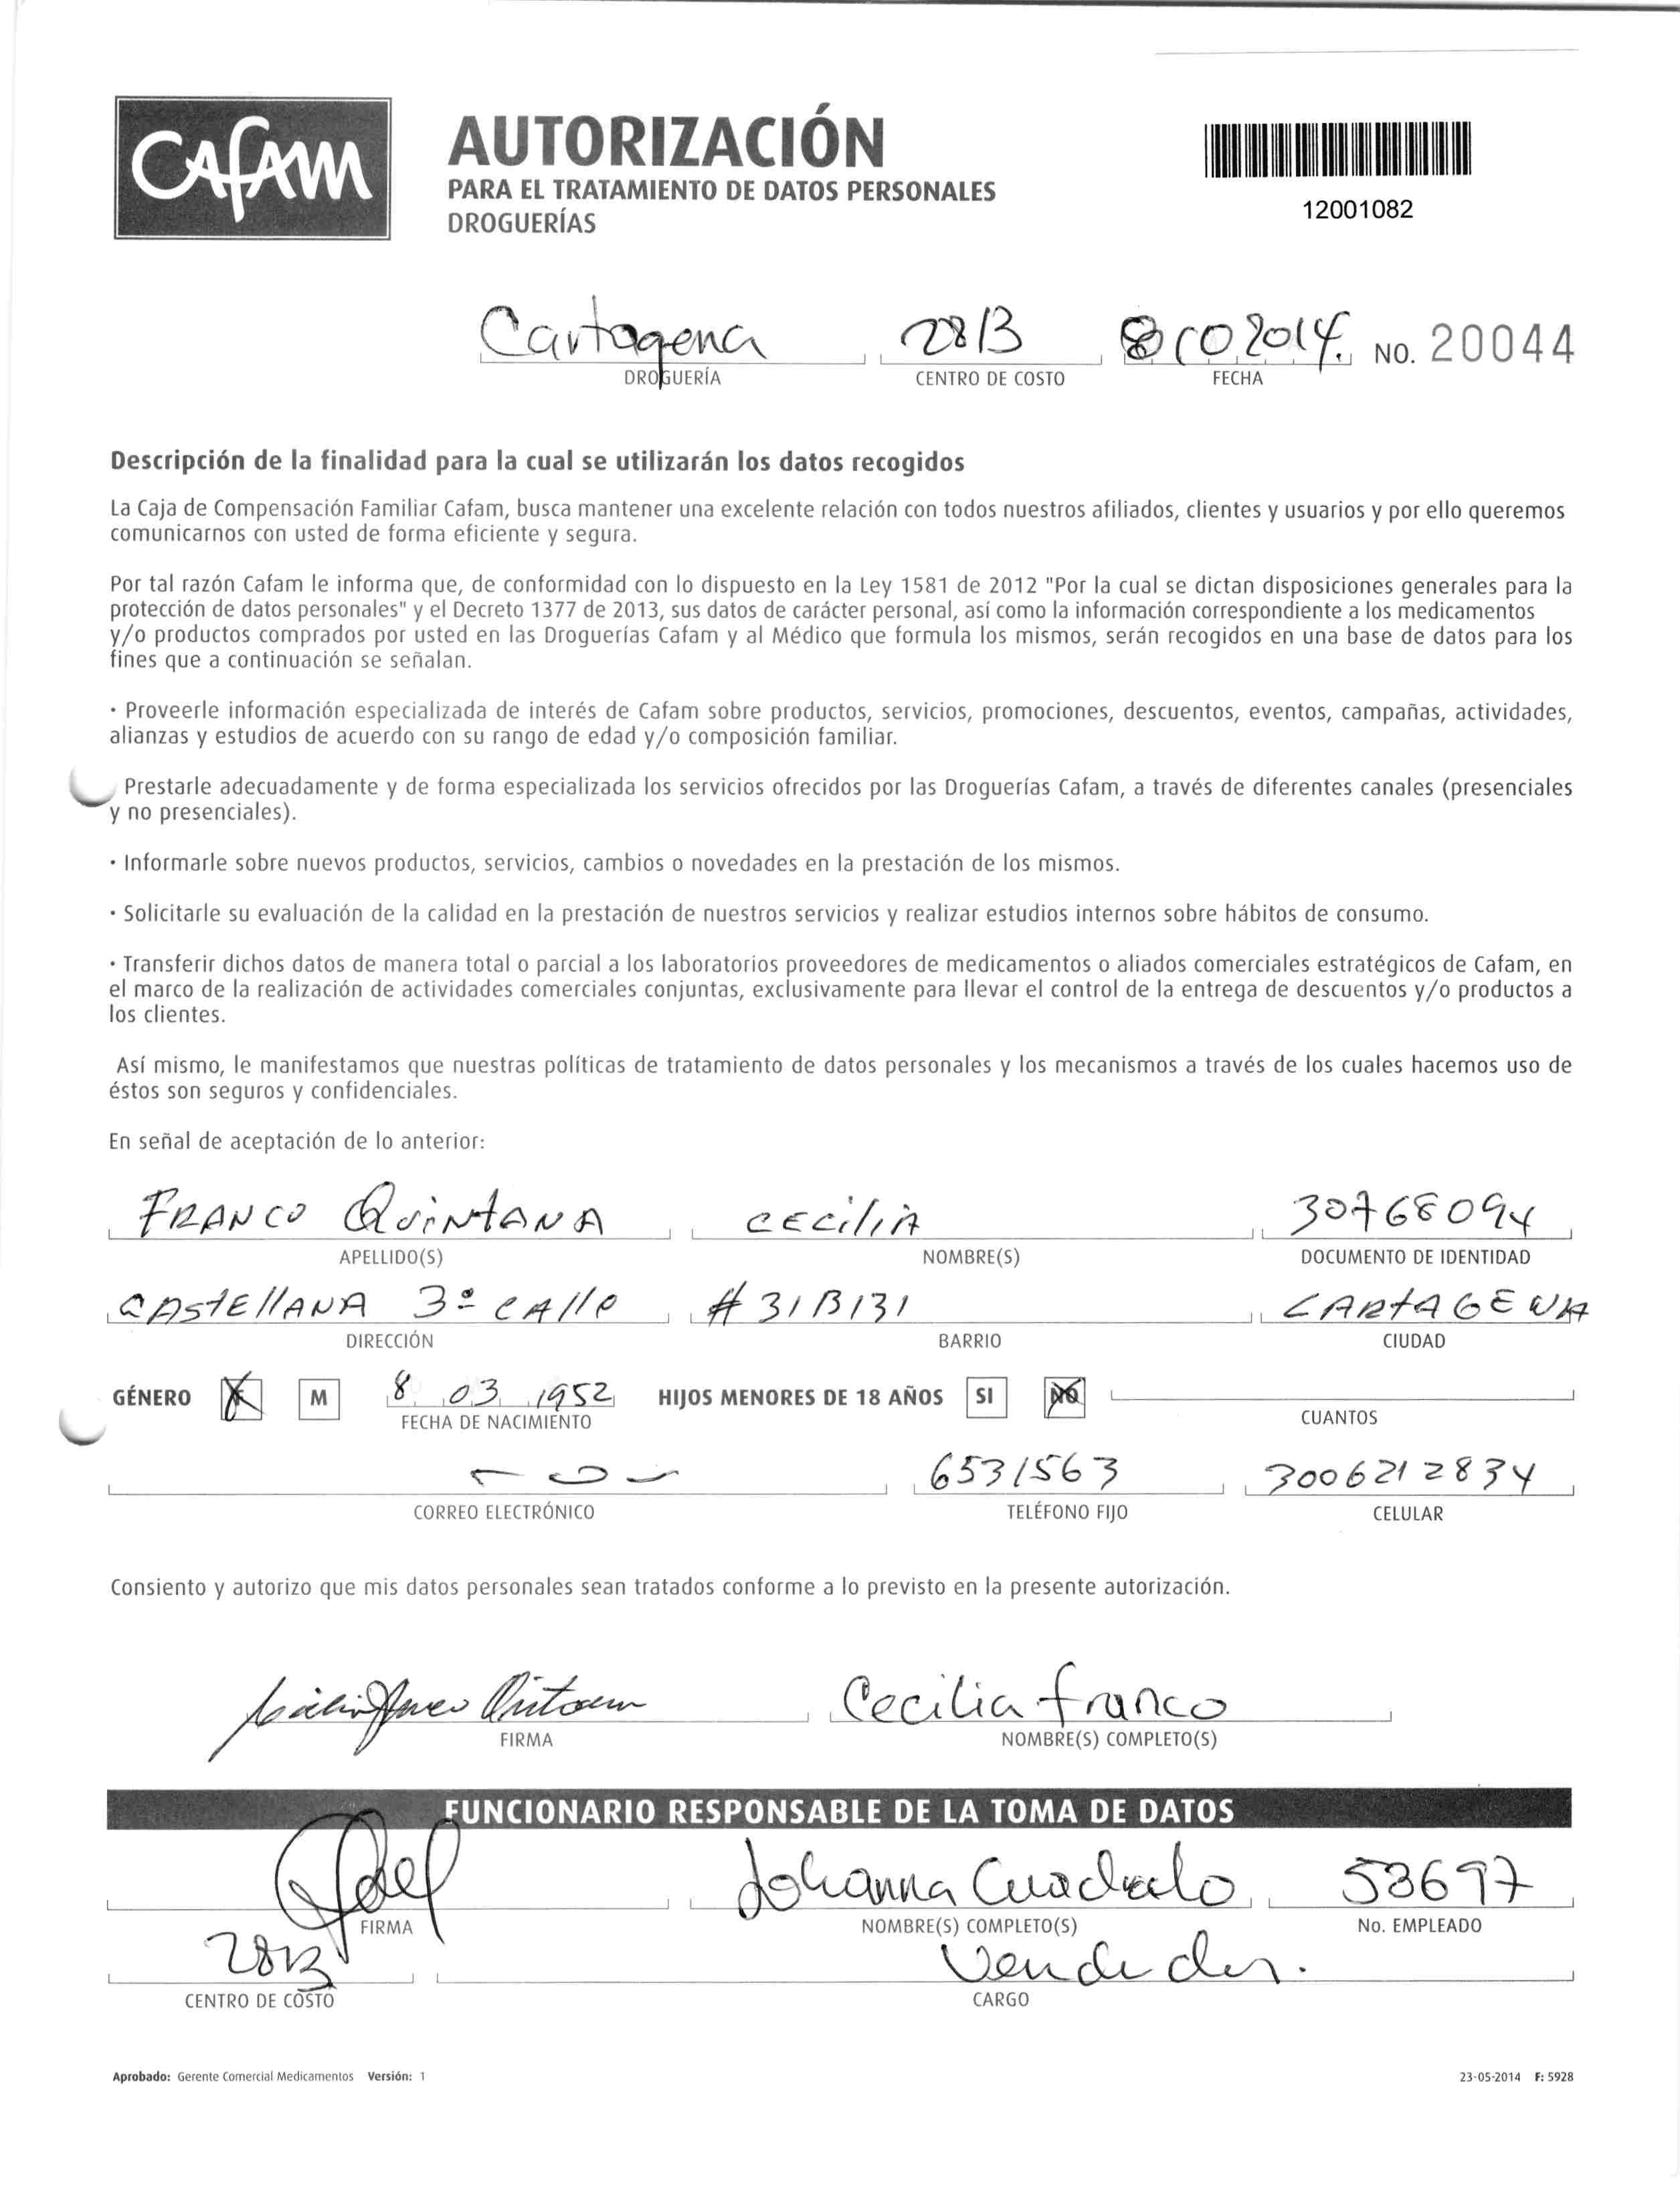 CAFAM
AUTORIZACIÓN
PARA EL TRATAMIENTO DE DATOS PERSONALES
DROGUERÍAS
12001082
Cartagena 2813 2014. NO. 20044
DROGUERÍA CENTRO DE COSTO FECHA
Descripción de la finalidad para la cual se utilizarán los datos recogidos
La Caja de Compensación Familiar Cafam, busca mantener una excelente relación con todos nuestros afiliados, clientes y usuarios y por ello queremos
comunicarnos con usted de forma eficiente y segura.
Por tal razón Cafam le informa que, de conformidad con lo dispuesto en la Ley 1581 de 2012 "Por la cual se dictan disposiciones generales para la
protección de datos personales" y el Decreto 1377 de 2013, sus datos de carácter personal, así como la información correspondiente a los medicamentos
y/o productos comprados por usted en las Droguerías Cafam y al Médico que formula los mismos, serán recogidos en una base de datos para los
fines que a continuación se señalan.
· Proveerle información especializada de interés de Cafam sobre productos, servicios, promociones, descuentos, eventos, campañas, actividades,
alianzas y estudios de acuerdo con su rango de edad y/o composición familiar.
Prestarle adecuadamente y de forma especializada los servicios ofrecidos por las Droguerías Cafam, a través de diferentes canales (presenciales
y no presenciales).
· Informarle sobre nuevos productos, servicios, cambios o novedades en la prestación de los mismos.
· Solicitarle su evaluación de la calidad en la prestación de nuestros servicios y realizar estudios internos sobre hábitos de consumo.
· Transferir dichos datos de manera total o parcial a los laboratorios proveedores de medicamentos o aliados comerciales estratégicos de Cafam, en
el marco de la realización de actividades comerciales conjuntas, exclusivamente para llevar el control de la entrega de descuentos y/o productos a
los clientes.
Así mismo, le manifestamos que nuestras políticas de tratamiento de datos personales y los mecanismos a través de los cuales hacemos uso de
éstos son seguros y confidenciales.
En señal de aceptación de lo anterior:
FRANCO QuiNtANA CECiliA 30768094
APELLIDO(S) NOMBRE(S) DOCUMENTO DE IDENTIDAD
CAStEllANA 3ª CAlle # 31B131 CARtAGENA
DIRECCIÓN BARRIO CIUDAD
GÉNERO F M 8 03 1952 HIJOS MENORES DE 18 AÑOS SI NO
FECHA DE NACIMIENTO CUANTOS
- 0 - 6531563 3006212834
CORREO ELECTRÓNICO TELÉFONO FIJO CELULAR
Consiento y autorizo que mis datos personales sean tratados conforme a lo previsto en la presente autorización.
Cecilia Franco Quintana Cecilia franco
FIRMA NOMBRE(S) COMPLETO(S)
FUNCIONARIO RESPONSABLE DE LA TOMA DE DATOS
Johanna Cuadrado 53697
FIRMA NOMBRE(S) COMPLETO(S) No. EMPLEADO
2813 Vendedor.
CENTRO DE COSTO CARGO
Aprobado: Gerente Comercial Medicamentos Versión: 1 23-05-2014 F: 5928